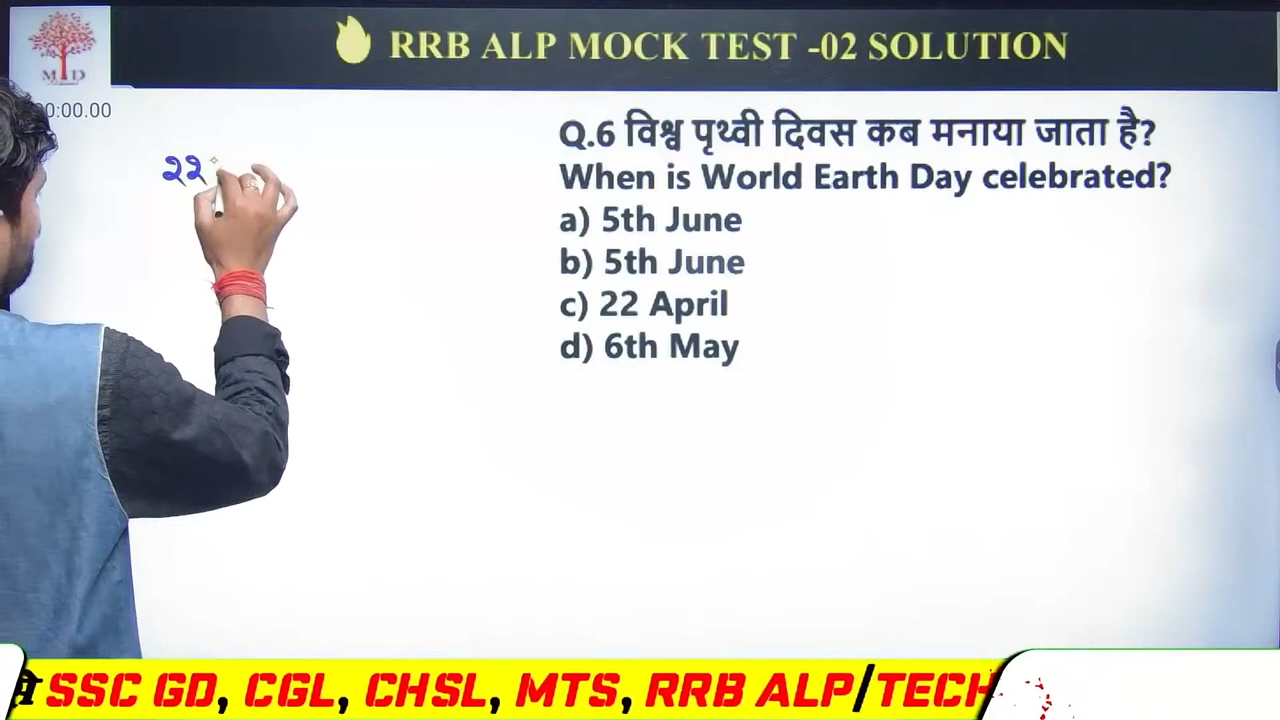 RRB ALP MOCK TEST -02 SOLUTION
M D
00:00.00
२२
Q.6 विश्व पृथ्वी दिवस कब मनाया जाता है?
When is World Earth Day celebrated?
a) 5th June
b) 5th June
c) 22 April
d) 6th May
SSC GD, CGL, CHSL, MTS, RRB ALP/TECH